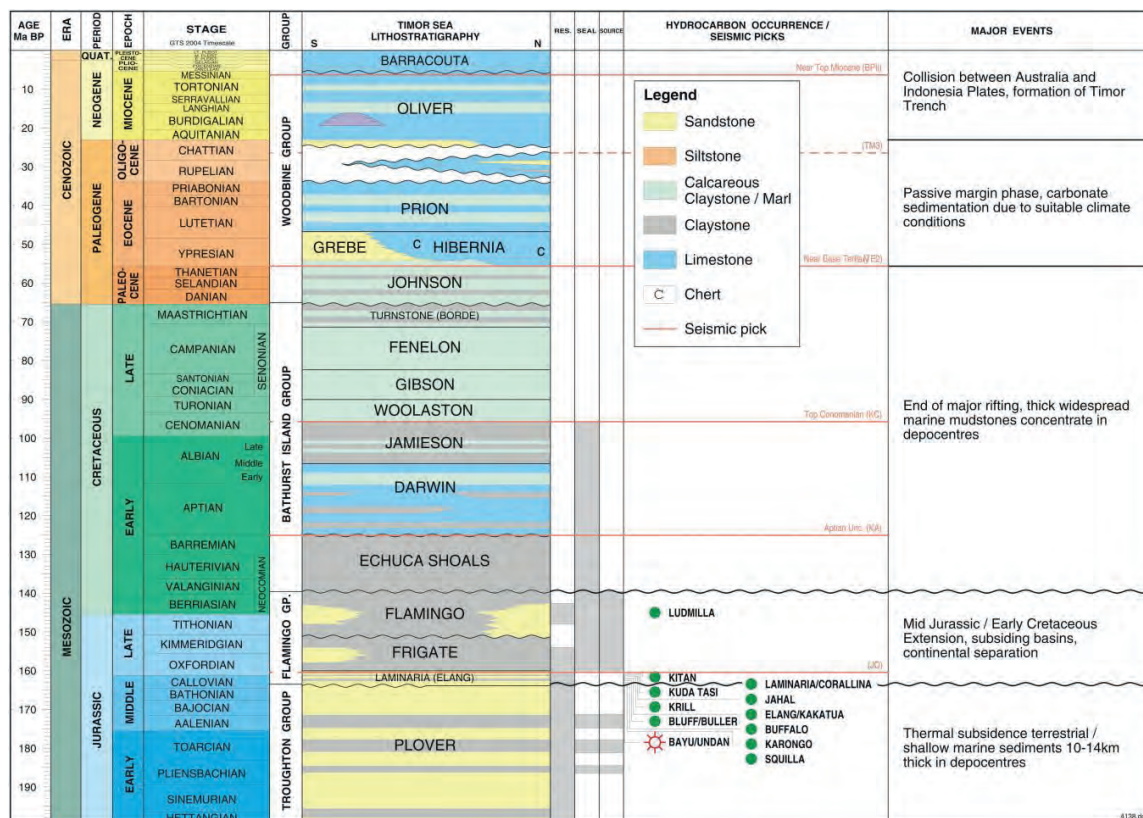 AGE
Ma BP
ERA
PERIOD
EPOCH
STAGE
GTS 2004 Timescale
GROUP
TIMOR SEA
LITHOSTRATIGRAPHY
S
N
RES.
SEAL
SOURCE
HYDROCARBON OCCURRENCE /
SEISMIC PICKS
MAJOR EVENTS
10
20
30
40
50
60
70
80
90
100
110
120
130
140
150
160
170
180
190
CENOZOIC
MESOZOIC
QUAT.
NEOGENE
PALEOGENE
CRETACEOUS
JURASSIC
PLEISTO-
CENE
PLIO-
CENE
MIOCENE
OLIGO-
CENE
EOCENE
PALEO-
CENE
LATE
EARLY
LATE
MIDDLE
EARLY
MESSINIAN
TORTONIAN
SERRAVALLIAN
LANGHIAN
BURDIGALIAN
AQUITANIAN
CHATTIAN
RUPELIAN
PRIABONIAN
BARTONIAN
LUTETIAN
YPRESIAN
THANETIAN
SELANDIAN
DANIAN
MAASTRICHTIAN
CAMPANIAN
SANTONIAN
CONIACIAN
SENONIAN
TURONIAN
CENOMANIAN
ALBIAN
Late
Middle
Early
APTIAN
BARREMIAN
HAUTERIVIAN
VALANGINIAN
BERRIASIAN
NEOCOMIAN
TITHONIAN
KIMMERIDGIAN
OXFORDIAN
CALLOVIAN
BATHONIAN
BAJOCIAN
AALENIAN
TOARCIAN
PLIENSBACHIAN
SINEMURIAN
HETTANGIAN
WOODBINE GROUP
BATHURST ISLAND GROUP
FLAMINGO GP.
TROUGHTON GROUP
BARRACOUTA
OLIVER
PRION
GREBE
C
HIBERNIA
C
JOHNSON
TURNSTONE (BORDE)
FENELON
GIBSON
WOOLASTON
JAMIESON
DARWIN
ECHUCA SHOALS
FLAMINGO
FRIGATE
LAMINARIA (ELANG)
PLOVER
Near Top Miocene (BPli)
(TM3)
Top Cenomanian (KC)
Aptian Unc. (KA)
(JO)
Legend
Sandstone
Siltstone
Calcareous
Claystone / Marl
Claystone
Limestone
C
Chert
Seismic pick
LUDMILLA
KITAN
KUDA TASI
KRILL
BLUFF/BULLER
BAYU/UNDAN
LAMINARIA/CORALLINA
JAHAL
ELANG/KAKATUA
BUFFALO
KARONGO
SQUILLA
Collision between Australia and
Indonesia Plates, formation of Timor
Trench
Passive margin phase, carbonate
sedimentation due to suitable climate
conditions
End of major rifting, thick widespread
marine mudstones concentrate in
depocentres
Mid Jurassic / Early Cretaceous
Extension, subsiding basins,
continental separation
Thermal subsidence terrestrial /
shallow marine sediments 10-14km
thick in depocentres